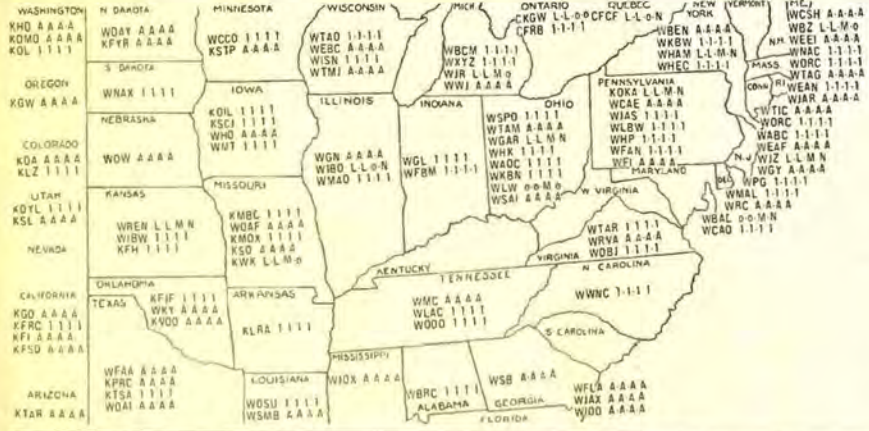 WASHINGTON
KHQ A A A A
KOMO A A A A
KOL 1 1 1 1
OREGON
KGW A A A A
COLORADO
KOA A A A A
KLZ 1 1 1 1
UTAH
KDYL 1 1 1 1
KSL A A A A
NEVADA
CALIFORNIA
KGO A A A A
KFRC 1 1 1 1
KFI A A A A
KFSD A A A A
ARIZONA
KTAR A A A A
N DAKOTA
WDAY A A A A
KFYR A A A A
S DAKOTA
WNAX 1 1 1 1
NEBRASKA
WOW A A A A
KANSAS
WREN L L M N
WIBW 1 1 1 1
KFH 1 1 1 1
OKLAHOMA
KFJF 1 1 1 1
WKY A A A A
KVOO A A A A
TEXAS
WFAA A A A A
KPRC A A A A
KTSA 1 1 1 1
WOAI A A A A
MINNESOTA
WCCO 1 1 1 1
KSTP A A A A
IOWA
KOIL 1 1 1 1
KSCJ 1 1 1 1
WHO A A A A
WMT 1 1 1 1
MISSOURI
KMBC 1 1 1 1
WDAF A A A A
KMOX 1 1 1 1
KSD A A A A
KWK L-L-M-o
ARKANSAS
KLRA 1 1 1 1
LOUISIANA
WDSU 1 1 1 1
WSMB A A A A
WISCONSIN
WTAQ 1-1-1-1
WEBC A-A-A-A
WISN 1 1 1 1
WTMJ A-A-A-A
ILLINOIS
WGN A-A-A-A
WIBO L-L-o-N
WMAQ 1 1 1 1
MICH
WBCM 1 1 1 1
WXYZ 1-1-1-1
WJR L-L-M-o
WWJ A-A-A-A
INDIANA
WGL 1 1 1 1
WFBM 1-1-1-1
OHIO
WSPD 1 1 1 1
WTAM A-A-A-A
WGAR L-L M N
WHK 1 1 1 1
WADC 1 1 1 1
WKBN 1 1 1 1
WLW o-o-M-o
WSAI A-A-A-A
KENTUCKY
TENNESSEE
WMC A A A A
WLAC 1 1 1 1
WDOD 1 1 1 1
MISSISSIPPI
WJDX A A A A
ALABAMA
WBRC 1 1 1 1
GEORGIA
WSB A-A-A-A
FLORIDA
WFLA A-A-A-A
WJAX A-A-A-A
WIOD A-A-A-A
ONTARIO
CKGW L-L-o-o
CFRB 1-1-1-1
QUEBEC
CFCF L-L-o-N
NEW YORK
WBEN A-A-A-A
WKBW 1-1-1-1
WHAM L-L-M-N
WHEC 1-1-1-1
PENNSYLVANIA
KDKA L-L-M-N
WCAE A-A-A-A
WJAS 1-1-1-1
WLBW 1-1-1-1
WHP 1-1-1-1
WFAN 1-1-1-1
WFI A-A-A-A
MARYLAND
W VIRGINIA
VIRGINIA
WTAR 1-1-1-1
WRVA A-A-A-A
WDBJ 1-1-1-1
N CAROLINA
WWNC 1-1-1-1
S CAROLINA
VERMONT
N.H.
MASS
CONN
R.I
N.J
DEL
ME
WCSH A-A-A-A
WBZ L-L-M-N
WEEI A-A-A-A
WNAC 1-1-1-1
WORC 1-1-1-1
WTAG A-A-A-A
WEAN 1-1-1-1
WJAR A-A-A-A
WTIC A-A-A-A
WDRC 1-1-1-1
WABC 1-1-1-1
WEAF A-A-A-A
WJZ L L M N
WGY A-A-A-A
WPG 1-1-1-1
WMAL 1-1-1-1
WRC A-A-A-A
WBAL o-o-M-N
WCAO 1-1-1-1